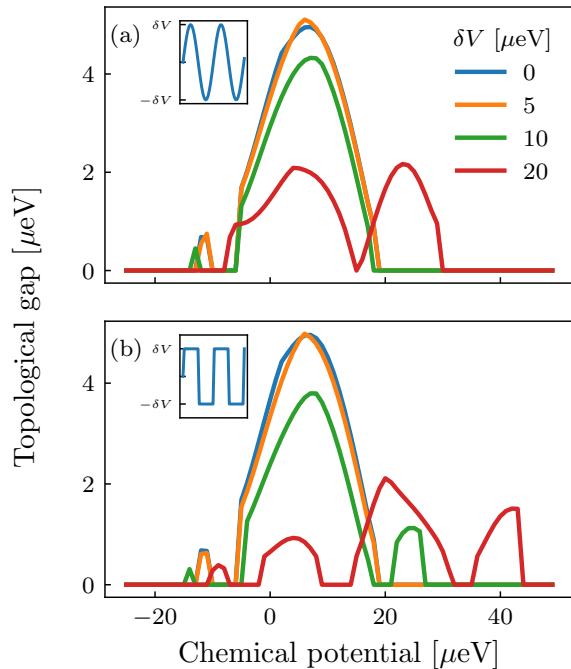 (a)
δV
−δV
δV [μeV]
0
5
10
20
4
2
0
Topological gap [μeV]
(b)
δV
−δV
4
2
0
−20
0
20
40
Chemical potential [μeV]